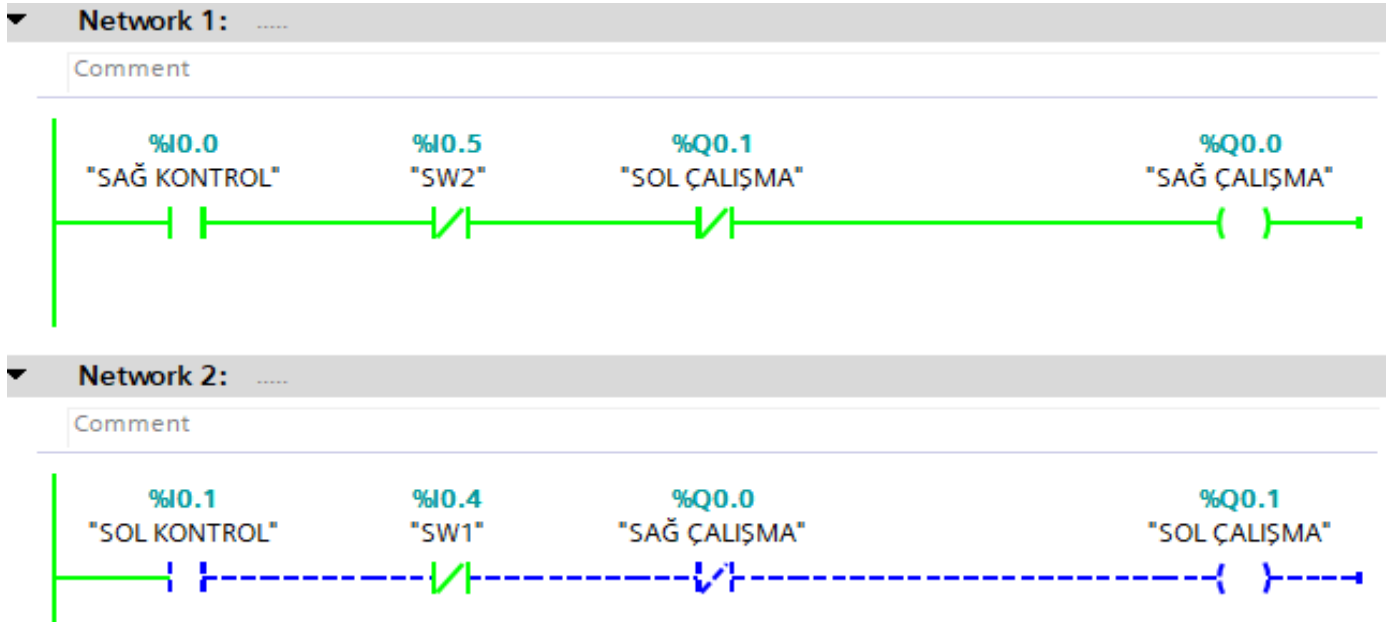 Network 1: .....
Comment
%I0.0 %I0.5 %Q0.1 %Q0.0
"SAĞ KONTROL" "SW2" "SOL ÇALIŞMA" "SAĞ ÇALIŞMA"
Network 2: .....
Comment
%I0.1 %I0.4 %Q0.0 %Q0.1
"SOL KONTROL" "SW1" "SAĞ ÇALIŞMA" "SOL ÇALIŞMA"